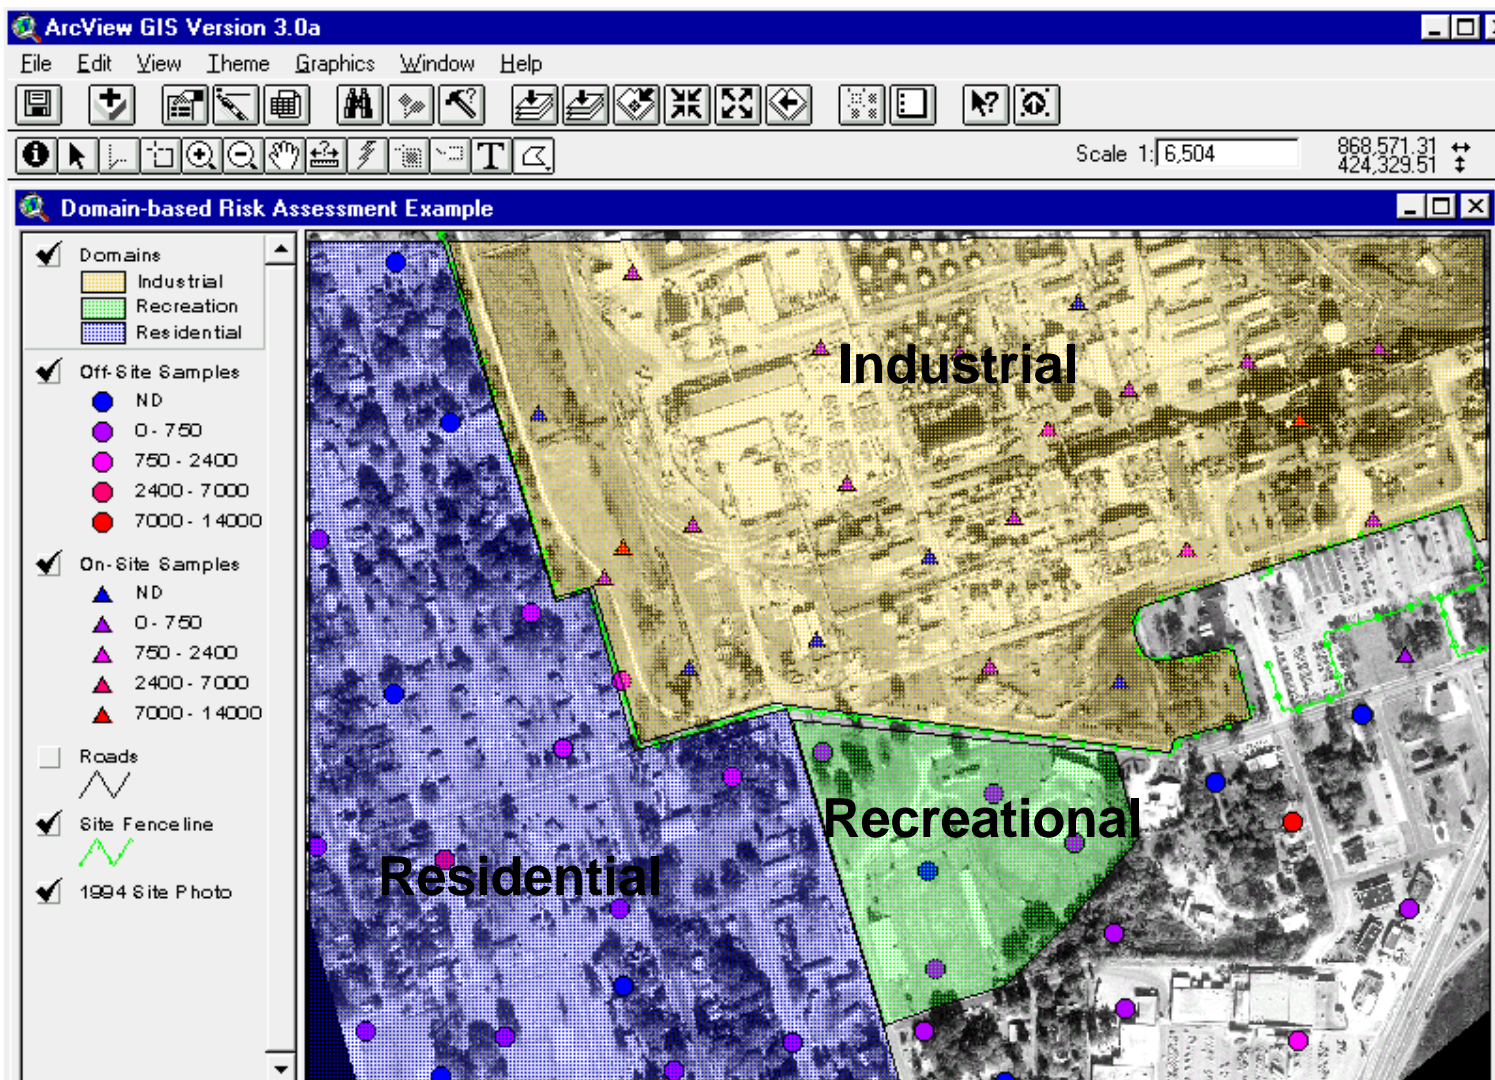 ArcView GIS Version 3.0a
File Edit View Theme Graphics Window Help
Scale 1: 6,504
868,571.31
424,329.51
Domain-based Risk Assessment Example
Domains
Industrial
Recreation
Residential
Off-Site Samples
ND
0 - 750
750 - 2400
2400 - 7000
7000 - 14000
On-Site Samples
ND
0 - 750
750 - 2400
2400 - 7000
7000 - 14000
Roads
Site Fenceline
1994 Site Photo
Industrial
Recreational
Residential